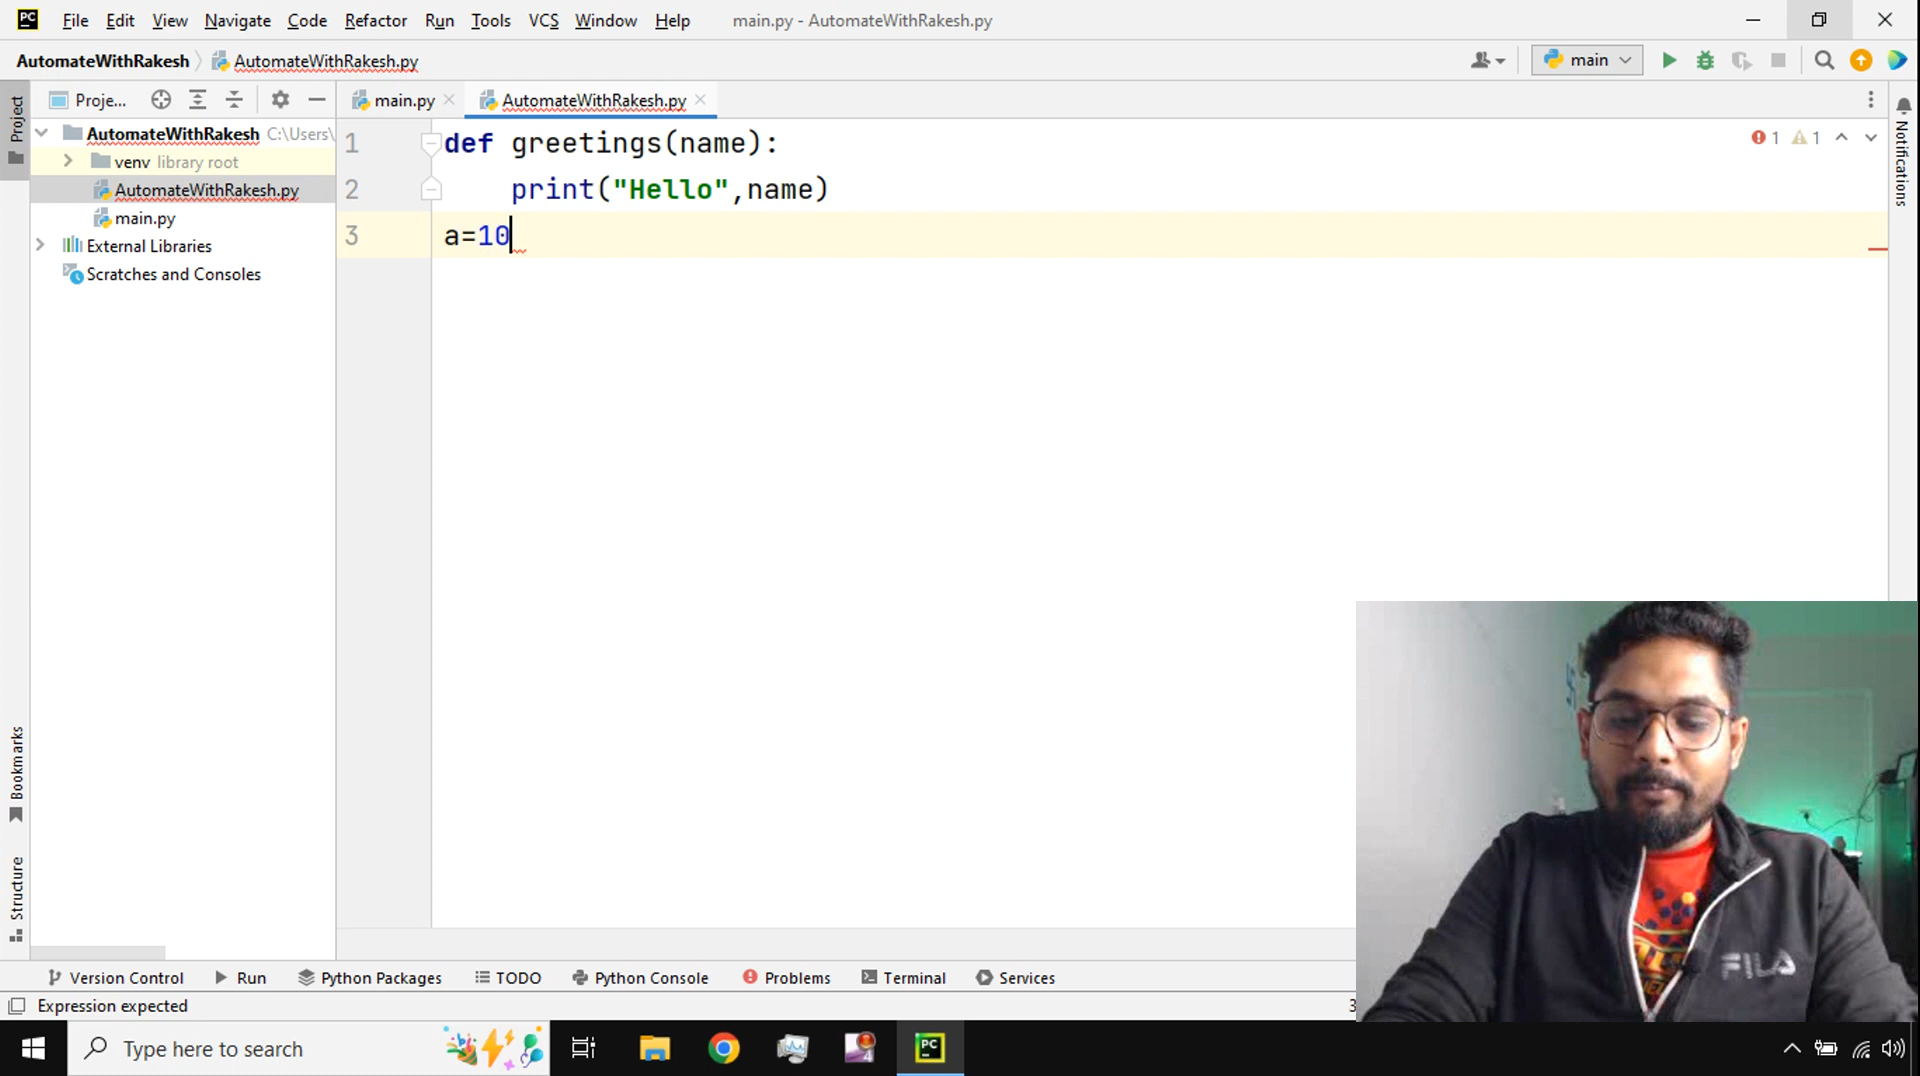 PC File Edit View Navigate Code Refactor Run Tools VCS Window Help main.py - AutomateWithRakesh.py
AutomateWithRakesh AutomateWithRakesh.py main
Project Proje... main.py AutomateWithRakesh.py
AutomateWithRakesh C:\Users\
venv library root
AutomateWithRakesh.py
main.py
External Libraries
Scratches and Consoles
1 def greetings(name):
2 print("Hello",name)
3 a=10
1 1
Notifications
Bookmarks
Structure
FILA
Version Control Run Python Packages TODO Python Console Problems Terminal Services
Expression expected 3
Type here to search 4 PC